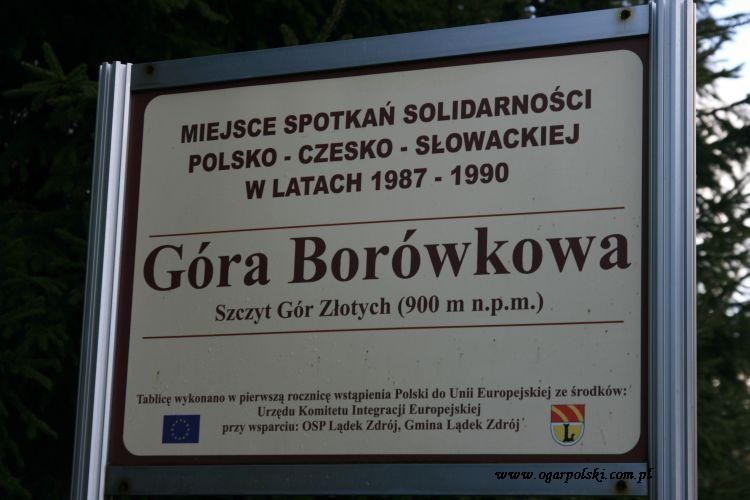 MIEJSCE SPOTKAŃ SOLIDARNOŚCI
POLSKO - CZESKO - SŁOWACKIEJ
W LATACH 1987 - 1990
Góra Borówkowa
Szczyt Gór Złotych (900 m n.p.m.)
Tablicę wykonano w pierwszą rocznicę wstąpienia Polski do Unii Europejskiej ze środków:
Urzędu Komitetu Integracji Europejskiej
przy wsparciu: OSP Lądek Zdrój, Gmina Lądek Zdrój
L
www.ogarpolski.com.pl